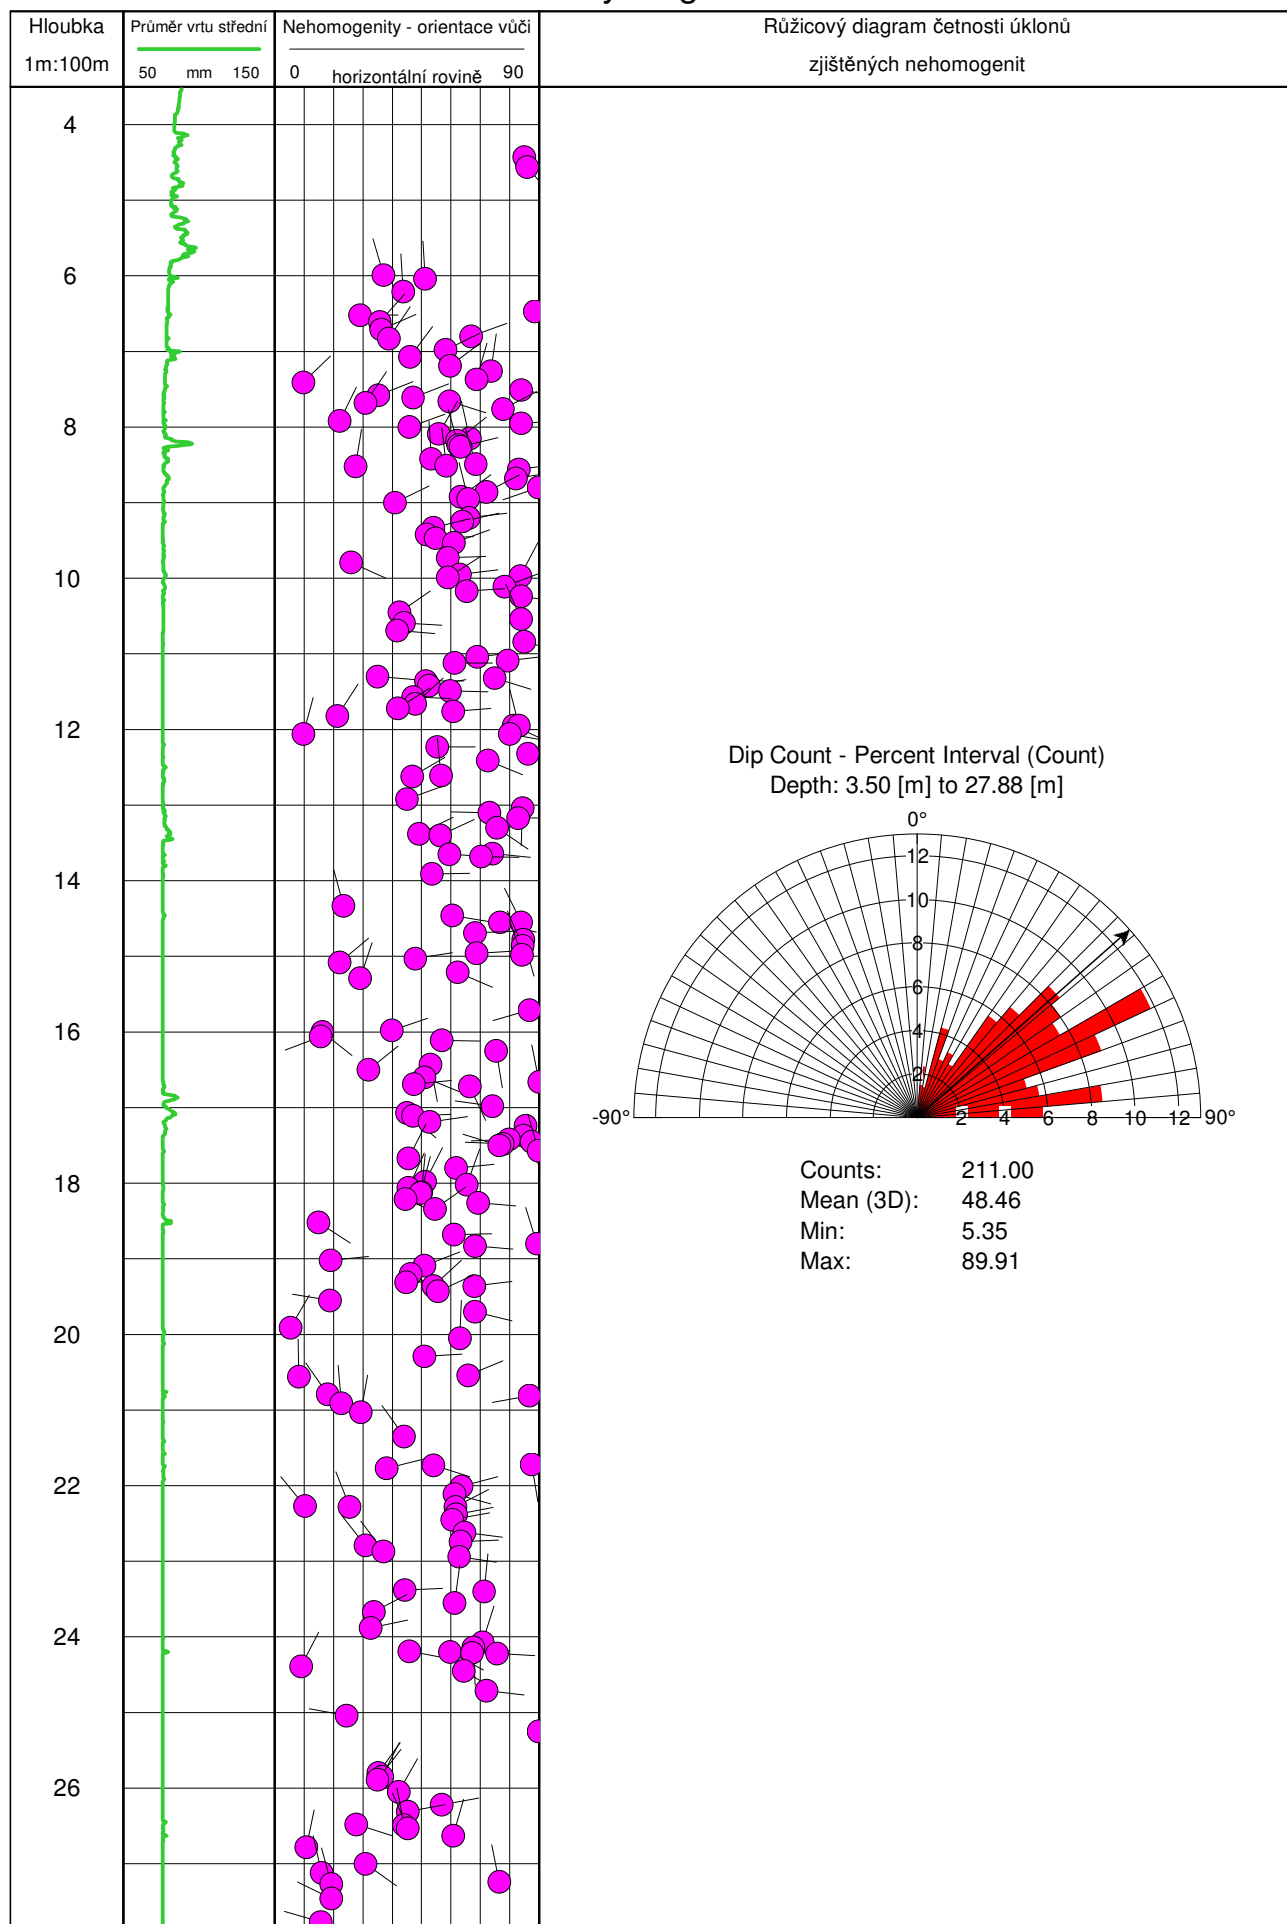 Hloubka
1m:100m
Průměr vrtu střední
50 mm 150
Nehomogenity - orientace vůči
0 horizontální rovině 90
Růžicový diagram četnosti úklonů
zjištěných nehomogenit
4
6
8
10
12
14
16
18
20
22
24
26
Dip Count - Percent Interval (Count)
Depth: 3.50 [m] to 27.88 [m]
0°
12
10
8
6
4
2
-90° 2 4 6 8 10 12 90°
Counts: 211.00
Mean (3D): 48.46
Min: 5.35
Max: 89.91